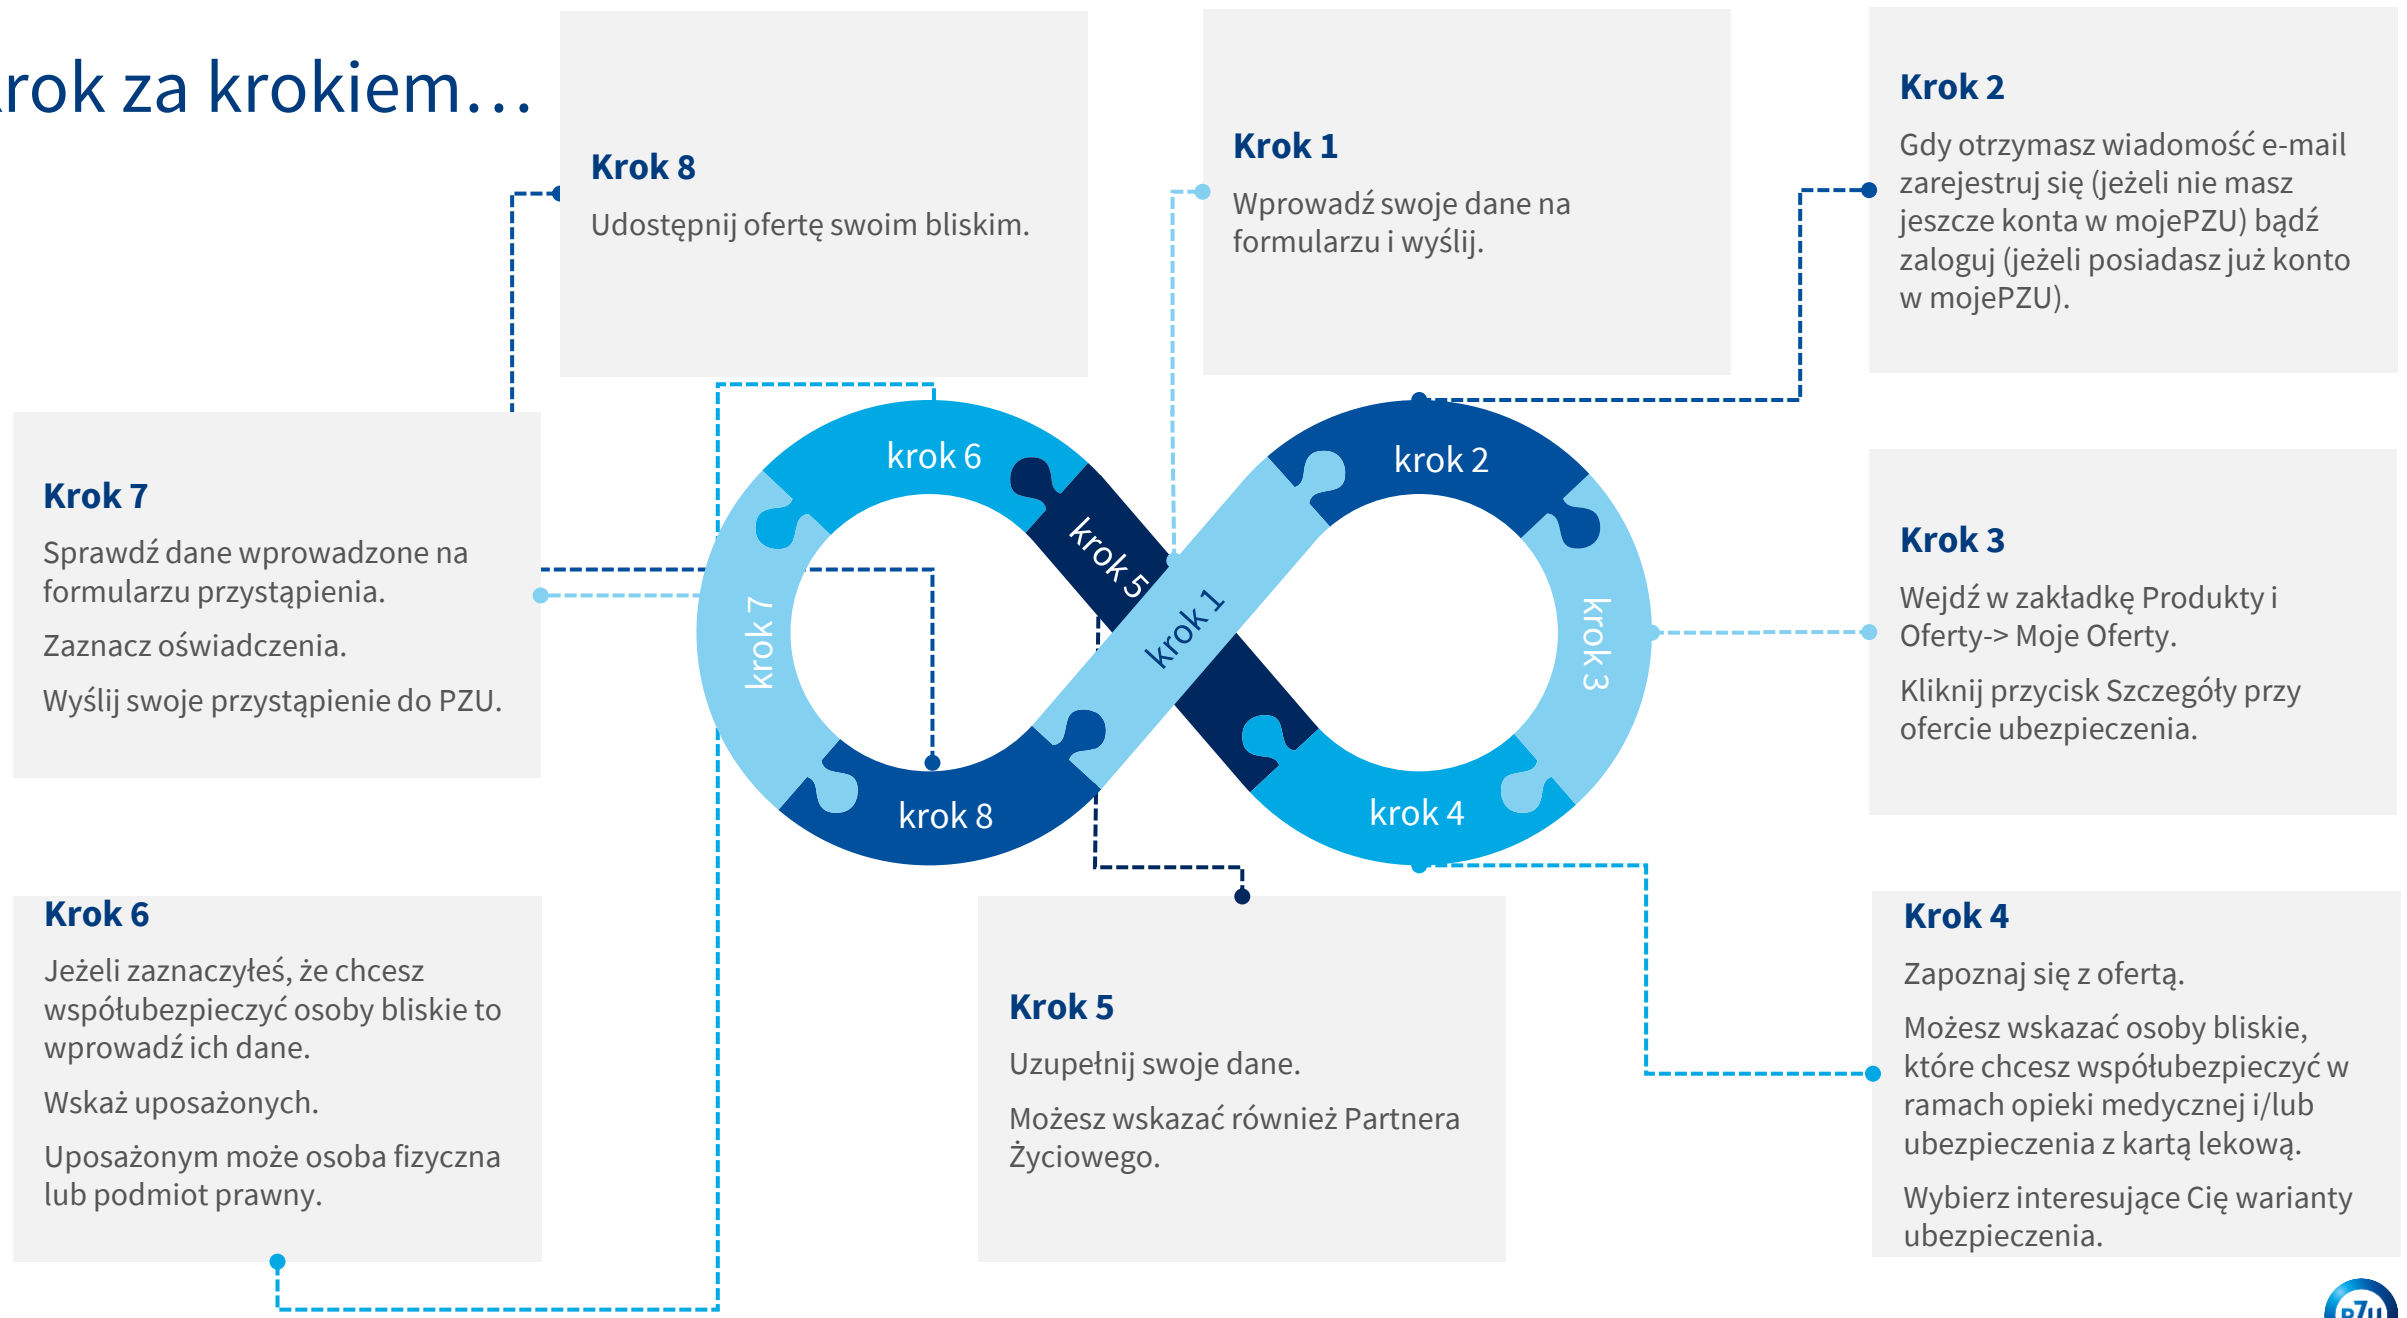 rok za krokiem...
Krok 8
Udostępnij ofertę swoim bliskim.
Krok 1
Wprowadź swoje dane na
formularzu i wyślij.
Krok 2
Gdy otrzymasz wiadomość e-mail
zarejestruj się (jeżeli nie masz
jeszcze konta w mojePZU) bądź
zaloguj (jeżeli posiadasz już konto
w mojePZU).
Krok 7
Sprawdź dane wprowadzone na
formularzu przystąpienia.
Zaznacz oświadczenia.
Wyślij swoje przystąpienie do PZU.
krok 6
krok 5
krok 1
krok 2
krok 7
krok 3
krok 8
krok 4
Krok 3
Wejdź w zakładkę Produkty i
Oferty-> Moje Oferty.
Kliknij przycisk Szczegóły przy
ofercie ubezpieczenia.
Krok 6
Jeżeli zaznaczyłeś, że chcesz
współubezpieczyć osoby bliskie to
wprowadź ich dane.
Wskaż uposażonych.
Uposażonym może osoba fizyczna
lub podmiot prawny.
Krok 5
Uzupełnij swoje dane.
Możesz wskazać również Partnera
Życiowego.
Krok 4
Zapoznaj się z ofertą.
Możesz wskazać osoby bliskie,
które chcesz współubezpieczyć w
ramach opieki medycznej i/lub
ubezpieczenia z kartą lekową.
Wybierz interesujące Cię warianty
ubezpieczenia.
PZU